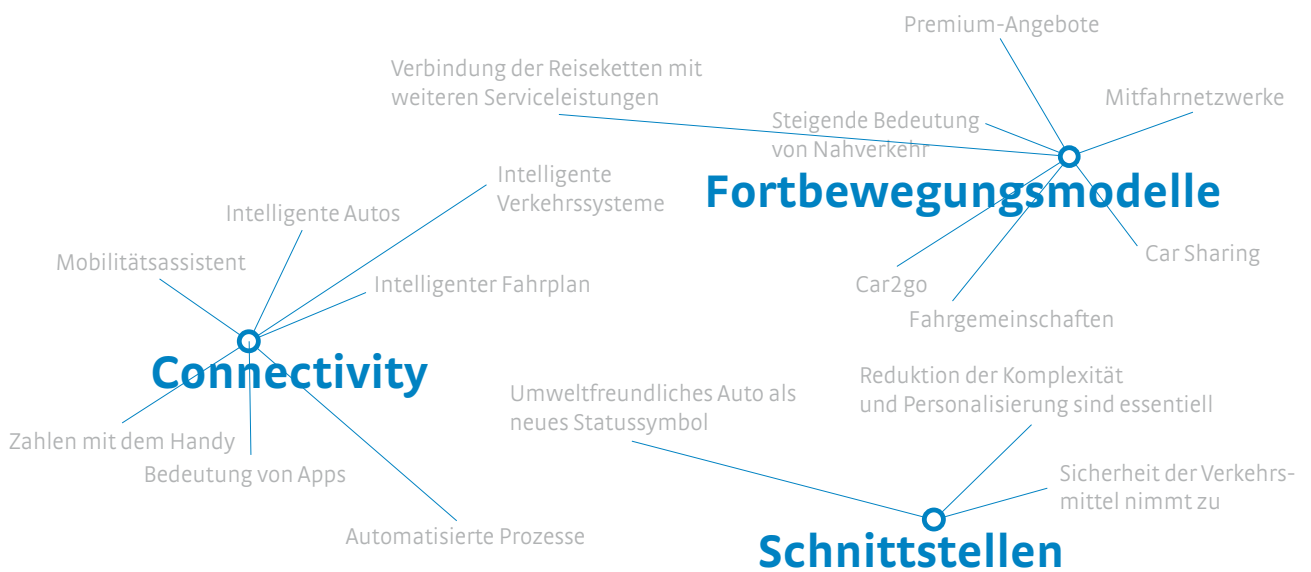 Premium-Angebote
Verbindung der Reiseketten mit
weiteren Serviceleistungen
Mitfahrnetzwerke
Steigende Bedeutung
von Nahverkehr
Fortbewegungsmodelle
Intelligente
Verkehrssysteme
Intelligente Autos
Mobilitätsassistent
Intelligenter Fahrplan
Car Sharing
Car2go
Fahrgemeinschaften
Connectivity
Umweltfreundliches Auto als
neues Statussymbol
Reduktion der Komplexität
und Personalisierung sind essentiell
Zahlen mit dem Handy
Bedeutung von Apps
Sicherheit der Verkehrs-
mittel nimmt zu
Automatisierte Prozesse
Schnittstellen